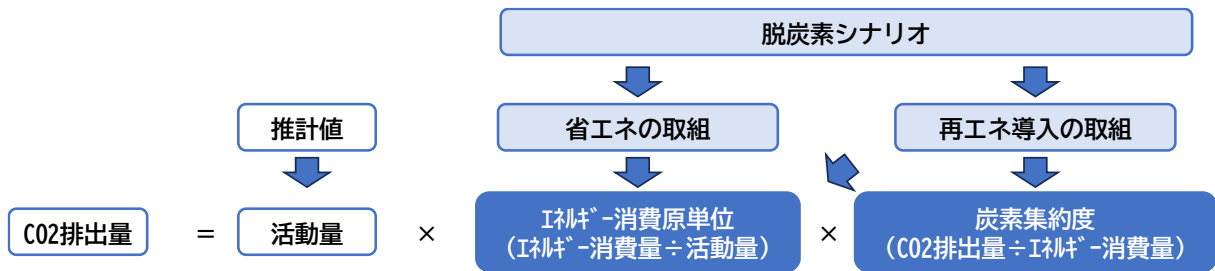 脱炭素シナリオ
推計値
省エネの取組
再エネ導入の取組
CO2排出量
=
活動量
×
ｴﾈﾙｷﾞｰ消費原単位
（ｴﾈﾙｷﾞｰ消費量÷活動量）
×
炭素集約度
（CO2排出量÷ｴﾈﾙｷﾞｰ消費量）